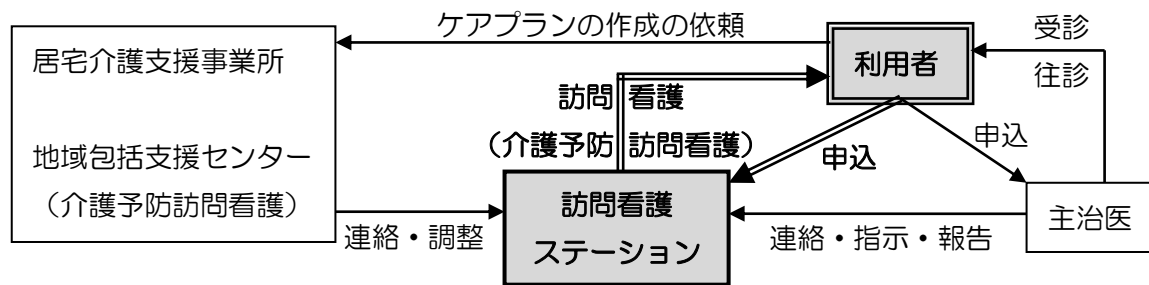 ケアプランの作成の依頼
居宅介護支援事業所
地域包括支援センター
（介護予防訪問看護）
利用者
受診
往診
訪問看護
（介護予防訪問看護）
申込
申込
訪問看護
ステーション
主治医
連絡・調整
連絡・指示・報告